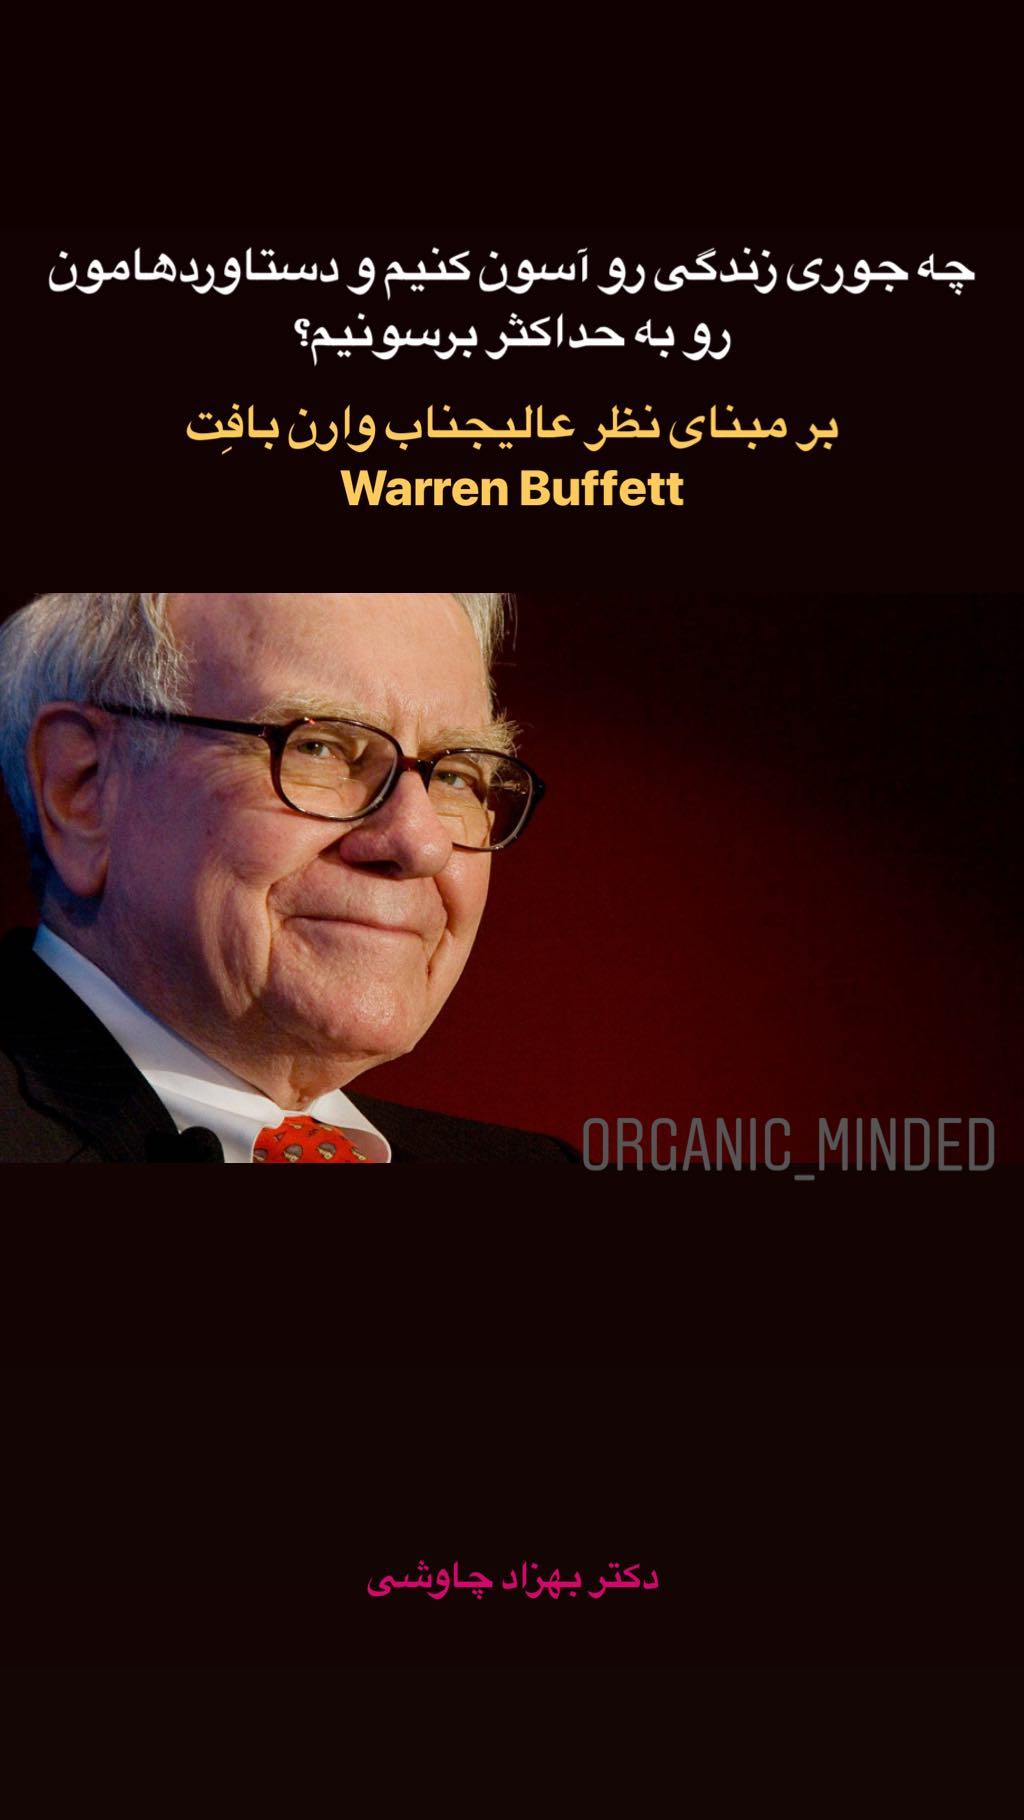 چه جوری زندگی رو آسون کنیم و دستاوردهامون
رو به حداکثر برسونیم؟
بر مبنای نظر عالیجناب وارن بافِت
Warren Buffett
ORGANIC_MINDED
دکتر بهزاد چاوشی